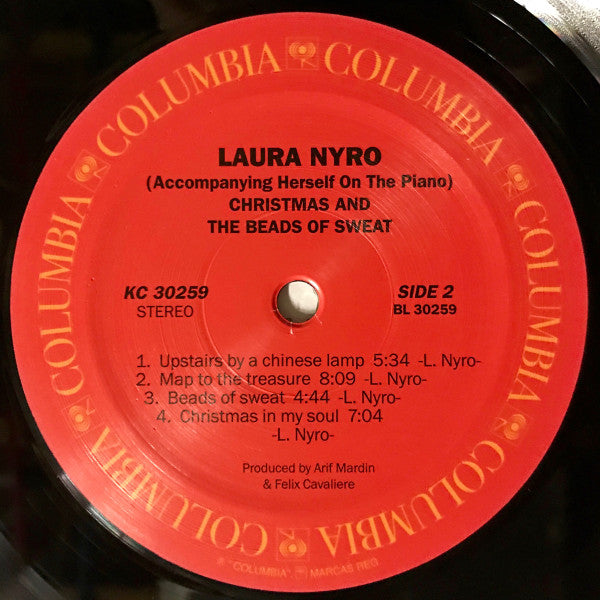 COLUMBIA COLUMBIA COLUMBIA COLUMBIA COLUMBIA COLUMBIA
LAURA NYRO
(Accompanying Herself On The Piano)
CHRISTMAS AND
THE BEADS OF SWEAT
KC 30259
STEREO
SIDE 2
BL 30259
1. Upstairs by a chinese lamp 5:34 -L. Nyro-
2. Map to the treasure 8:09 -L. Nyro-
3. Beads of sweat 4:44 -L. Nyro-
4. Christmas in my soul 7:04
-L. Nyro-
Produced by Arif Mardin
& Felix Cavaliere
® "COLUMBIA", MARCAS REG